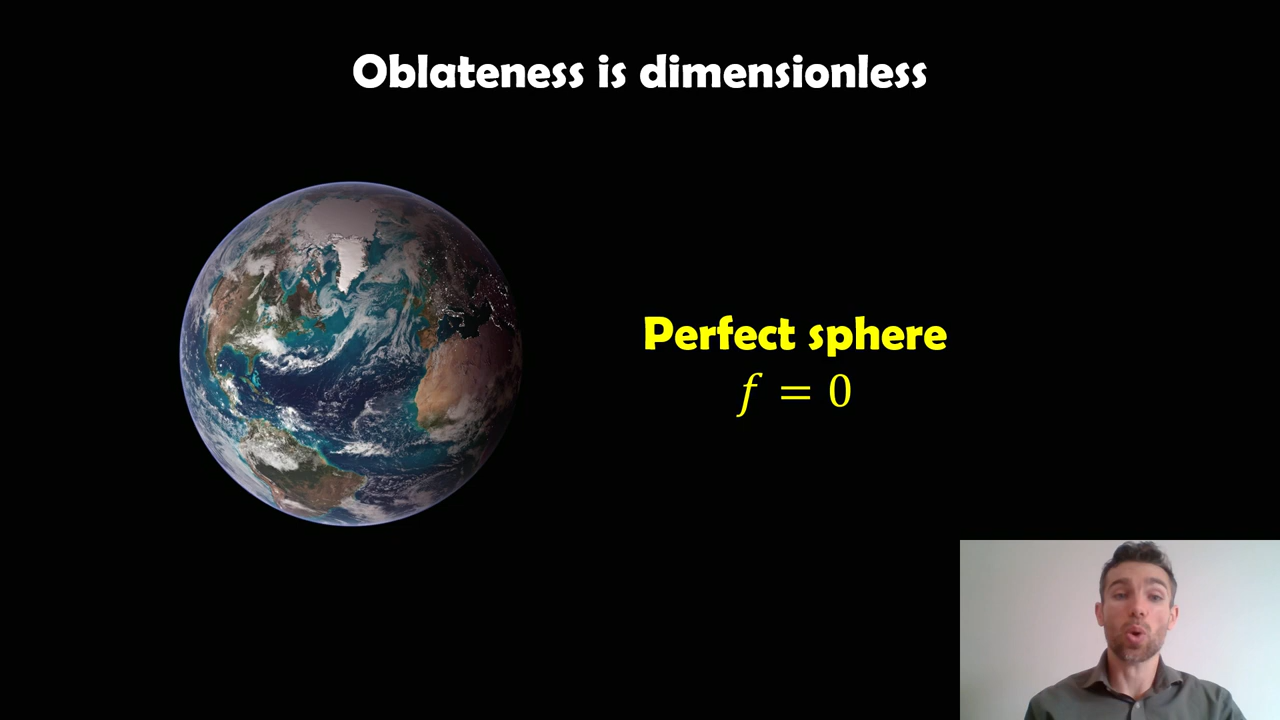 Oblateness is dimensionless
Perfect sphere
f = 0